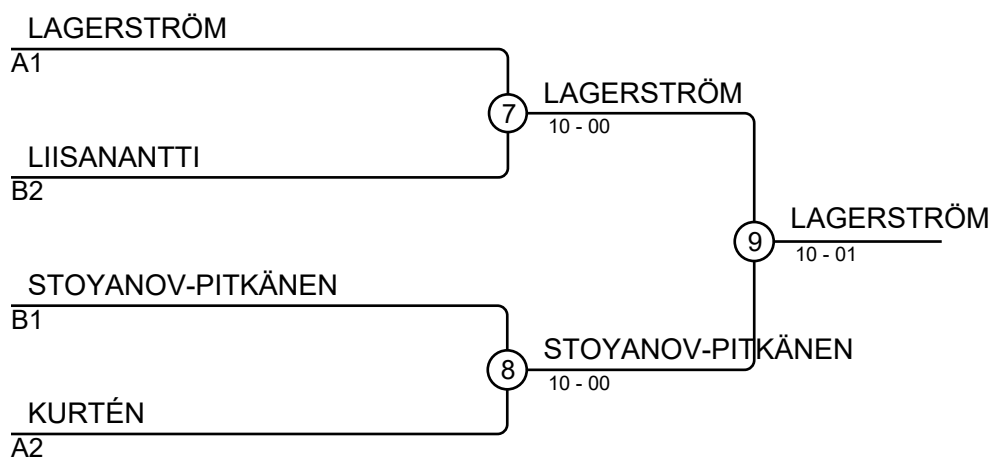 LAGERSTRÖM
A1
7
LAGERSTRÖM
10 - 00
LIISANANTTI
B2
9
LAGERSTRÖM
10 - 01
STOYANOV-PITKÄNEN
B1
8
STOYANOV-PITKÄNEN
10 - 00
KURTÉN
A2